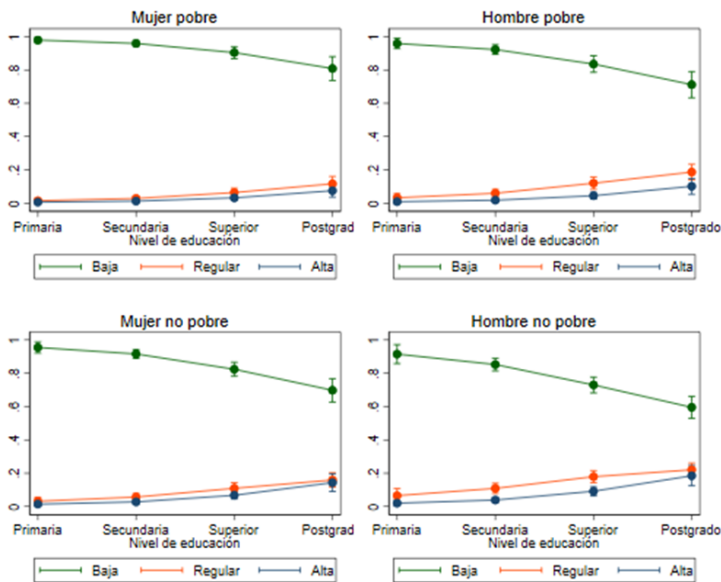 Mujer pobre
0 .2 .4 .6 .8 1
Primaria Secundaria Superior Postgrado
Nivel de educación
Baja Regular Alta
Hombre pobre
0 .2 .4 .6 .8 1
Primaria Secundaria Superior Postgrado
Nivel de educación
Baja Regular Alta
Mujer no pobre
0 .2 .4 .6 .8 1
Primaria Secundaria Superior Postgrado
Nivel de educación
Baja Regular Alta
Hombre no pobre
0 .2 .4 .6 .8 1
Primaria Secundaria Superior Postgrado
Nivel de educación
Baja Regular Alta